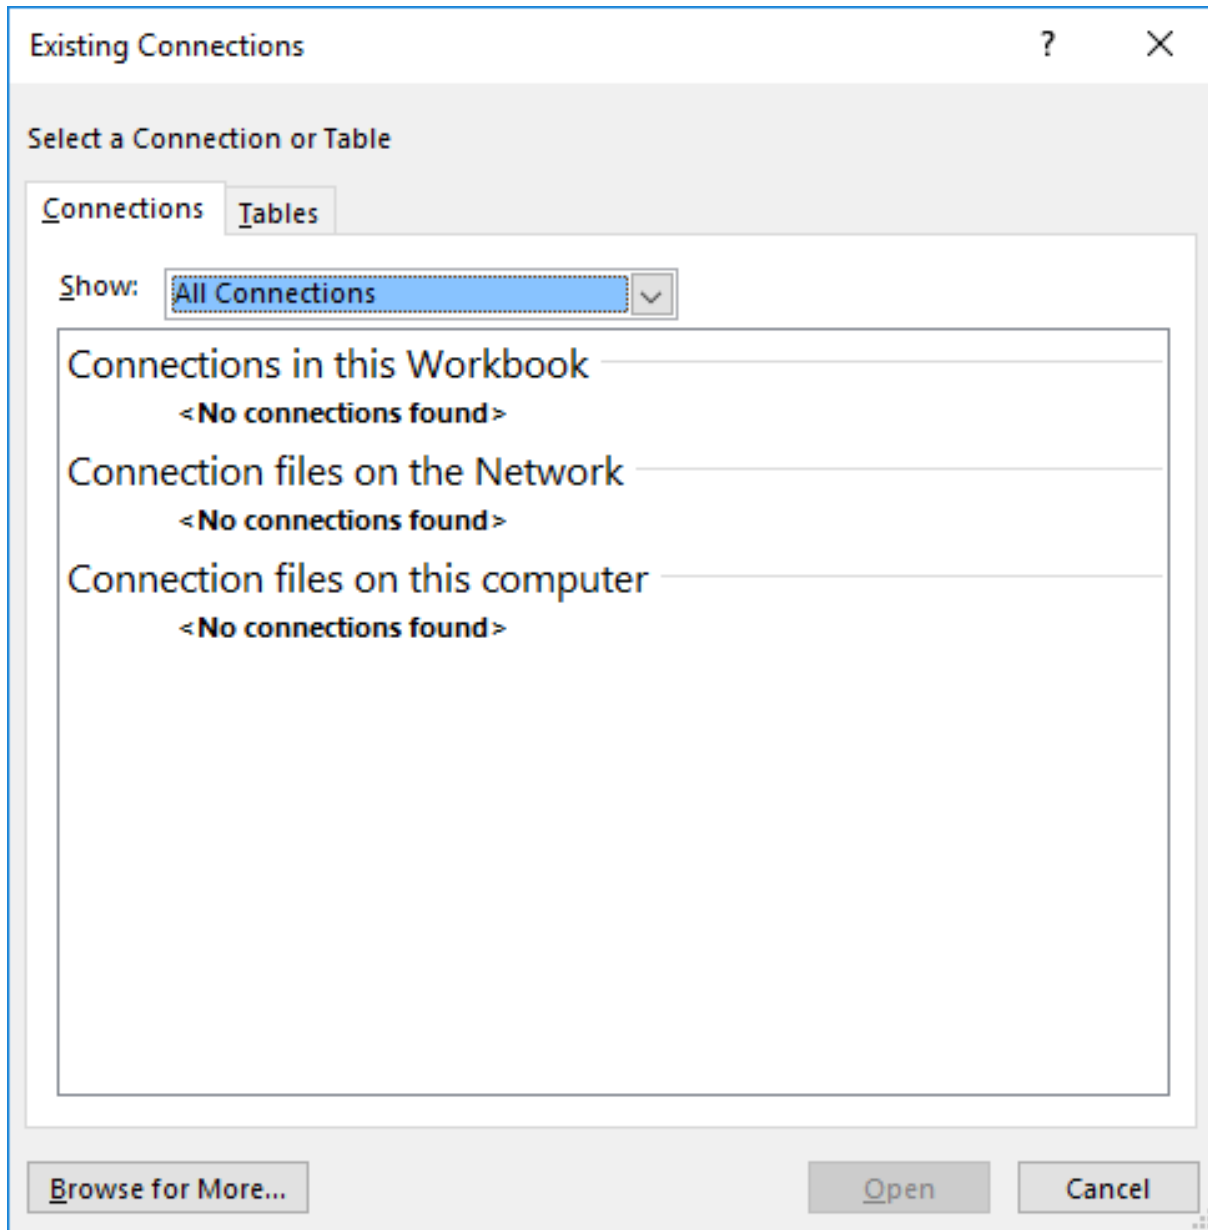 Existing Connections ?
Select a Connection or Table
Connections Tables
Show: All Connections
Connections in this Workbook
<No connections found>
Connection files on the Network
<No connections found>
Connection files on this computer
<No connections found>
Browse for More... Open Cancel